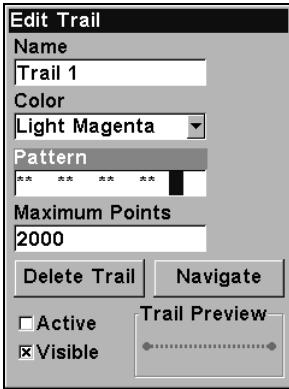 Edit Trail
Name
Trail 1
Color
Light Magenta
Pattern
** ** ** **
Maximum Points
2000
Delete Trail Navigate
Active Trail Preview
Visible